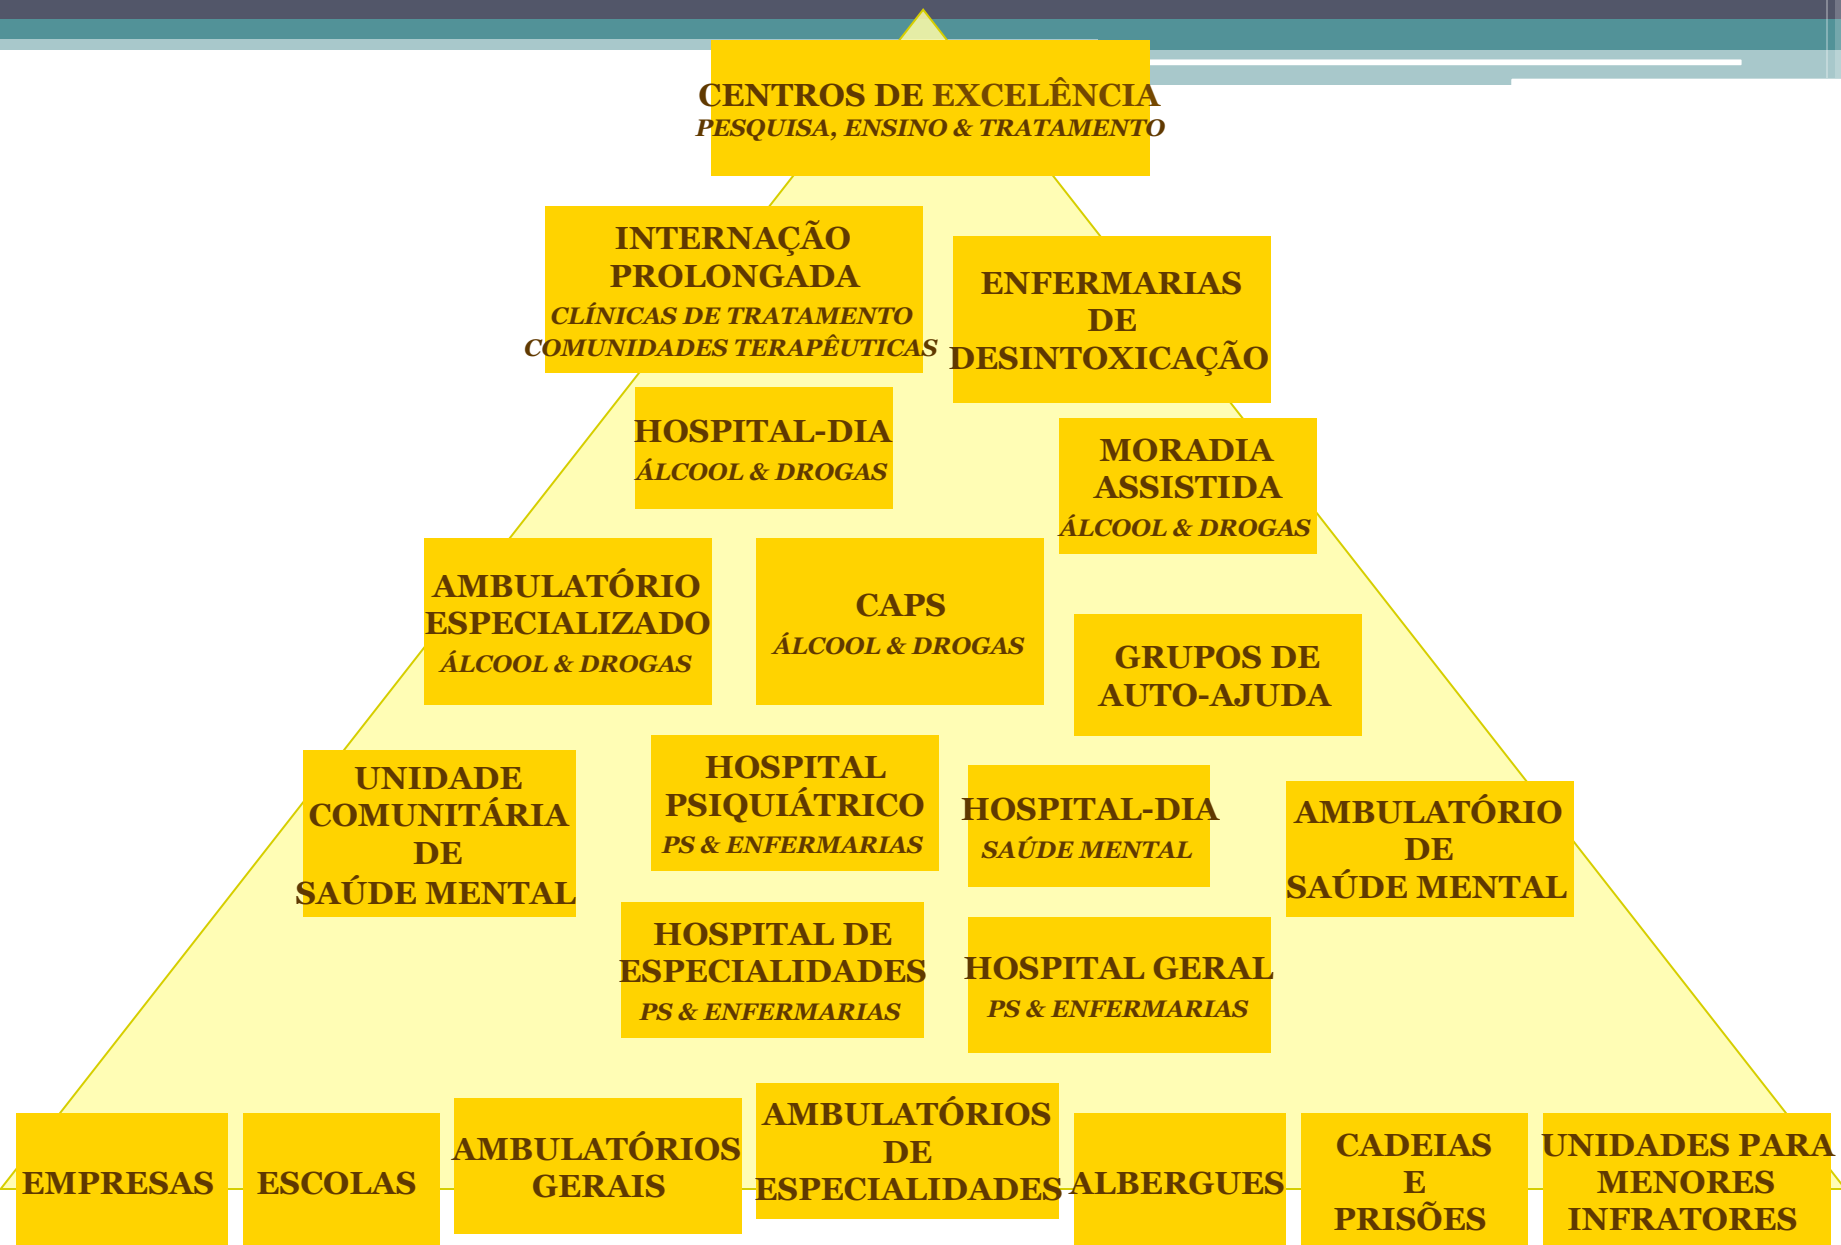 CENTROS DE EXCELÊNCIA
PESQUISA, ENSINO & TRATAMENTO
INTERNAÇÃO
PROLONGADA
CLÍNICAS DE TRATAMENTO
COMUNIDADES TERAPÊUTICAS
ENFERMARIAS
DE
DESINTOXICAÇÃO
HOSPITAL-DIA
ÁLCOOL & DROGAS
MORADIA
ASSISTIDA
ÁLCOOL & DROGAS
AMBULATÓRIO
ESPECIALIZADO
ÁLCOOL & DROGAS
CAPS
ÁLCOOL & DROGAS
GRUPOS DE
AUTO-AJUDA
UNIDADE
COMUNITÁRIA
DE
SAÚDE MENTAL
HOSPITAL
PSIQUIÁTRICO
PS & ENFERMARIAS
HOSPITAL-DIA
SAÚDE MENTAL
AMBULATÓRIO
DE
SAÚDE MENTAL
HOSPITAL DE
ESPECIALIDADES
PS & ENFERMARIAS
HOSPITAL GERAL
PS & ENFERMARIAS
EMPRESAS
ESCOLAS
AMBULATÓRIOS
GERAIS
AMBULATÓRIOS
DE
ESPECIALIDADES
ALBERGUES
CADEIAS
E
PRISÕES
UNIDADES PARA
MENORES
INFRATORES